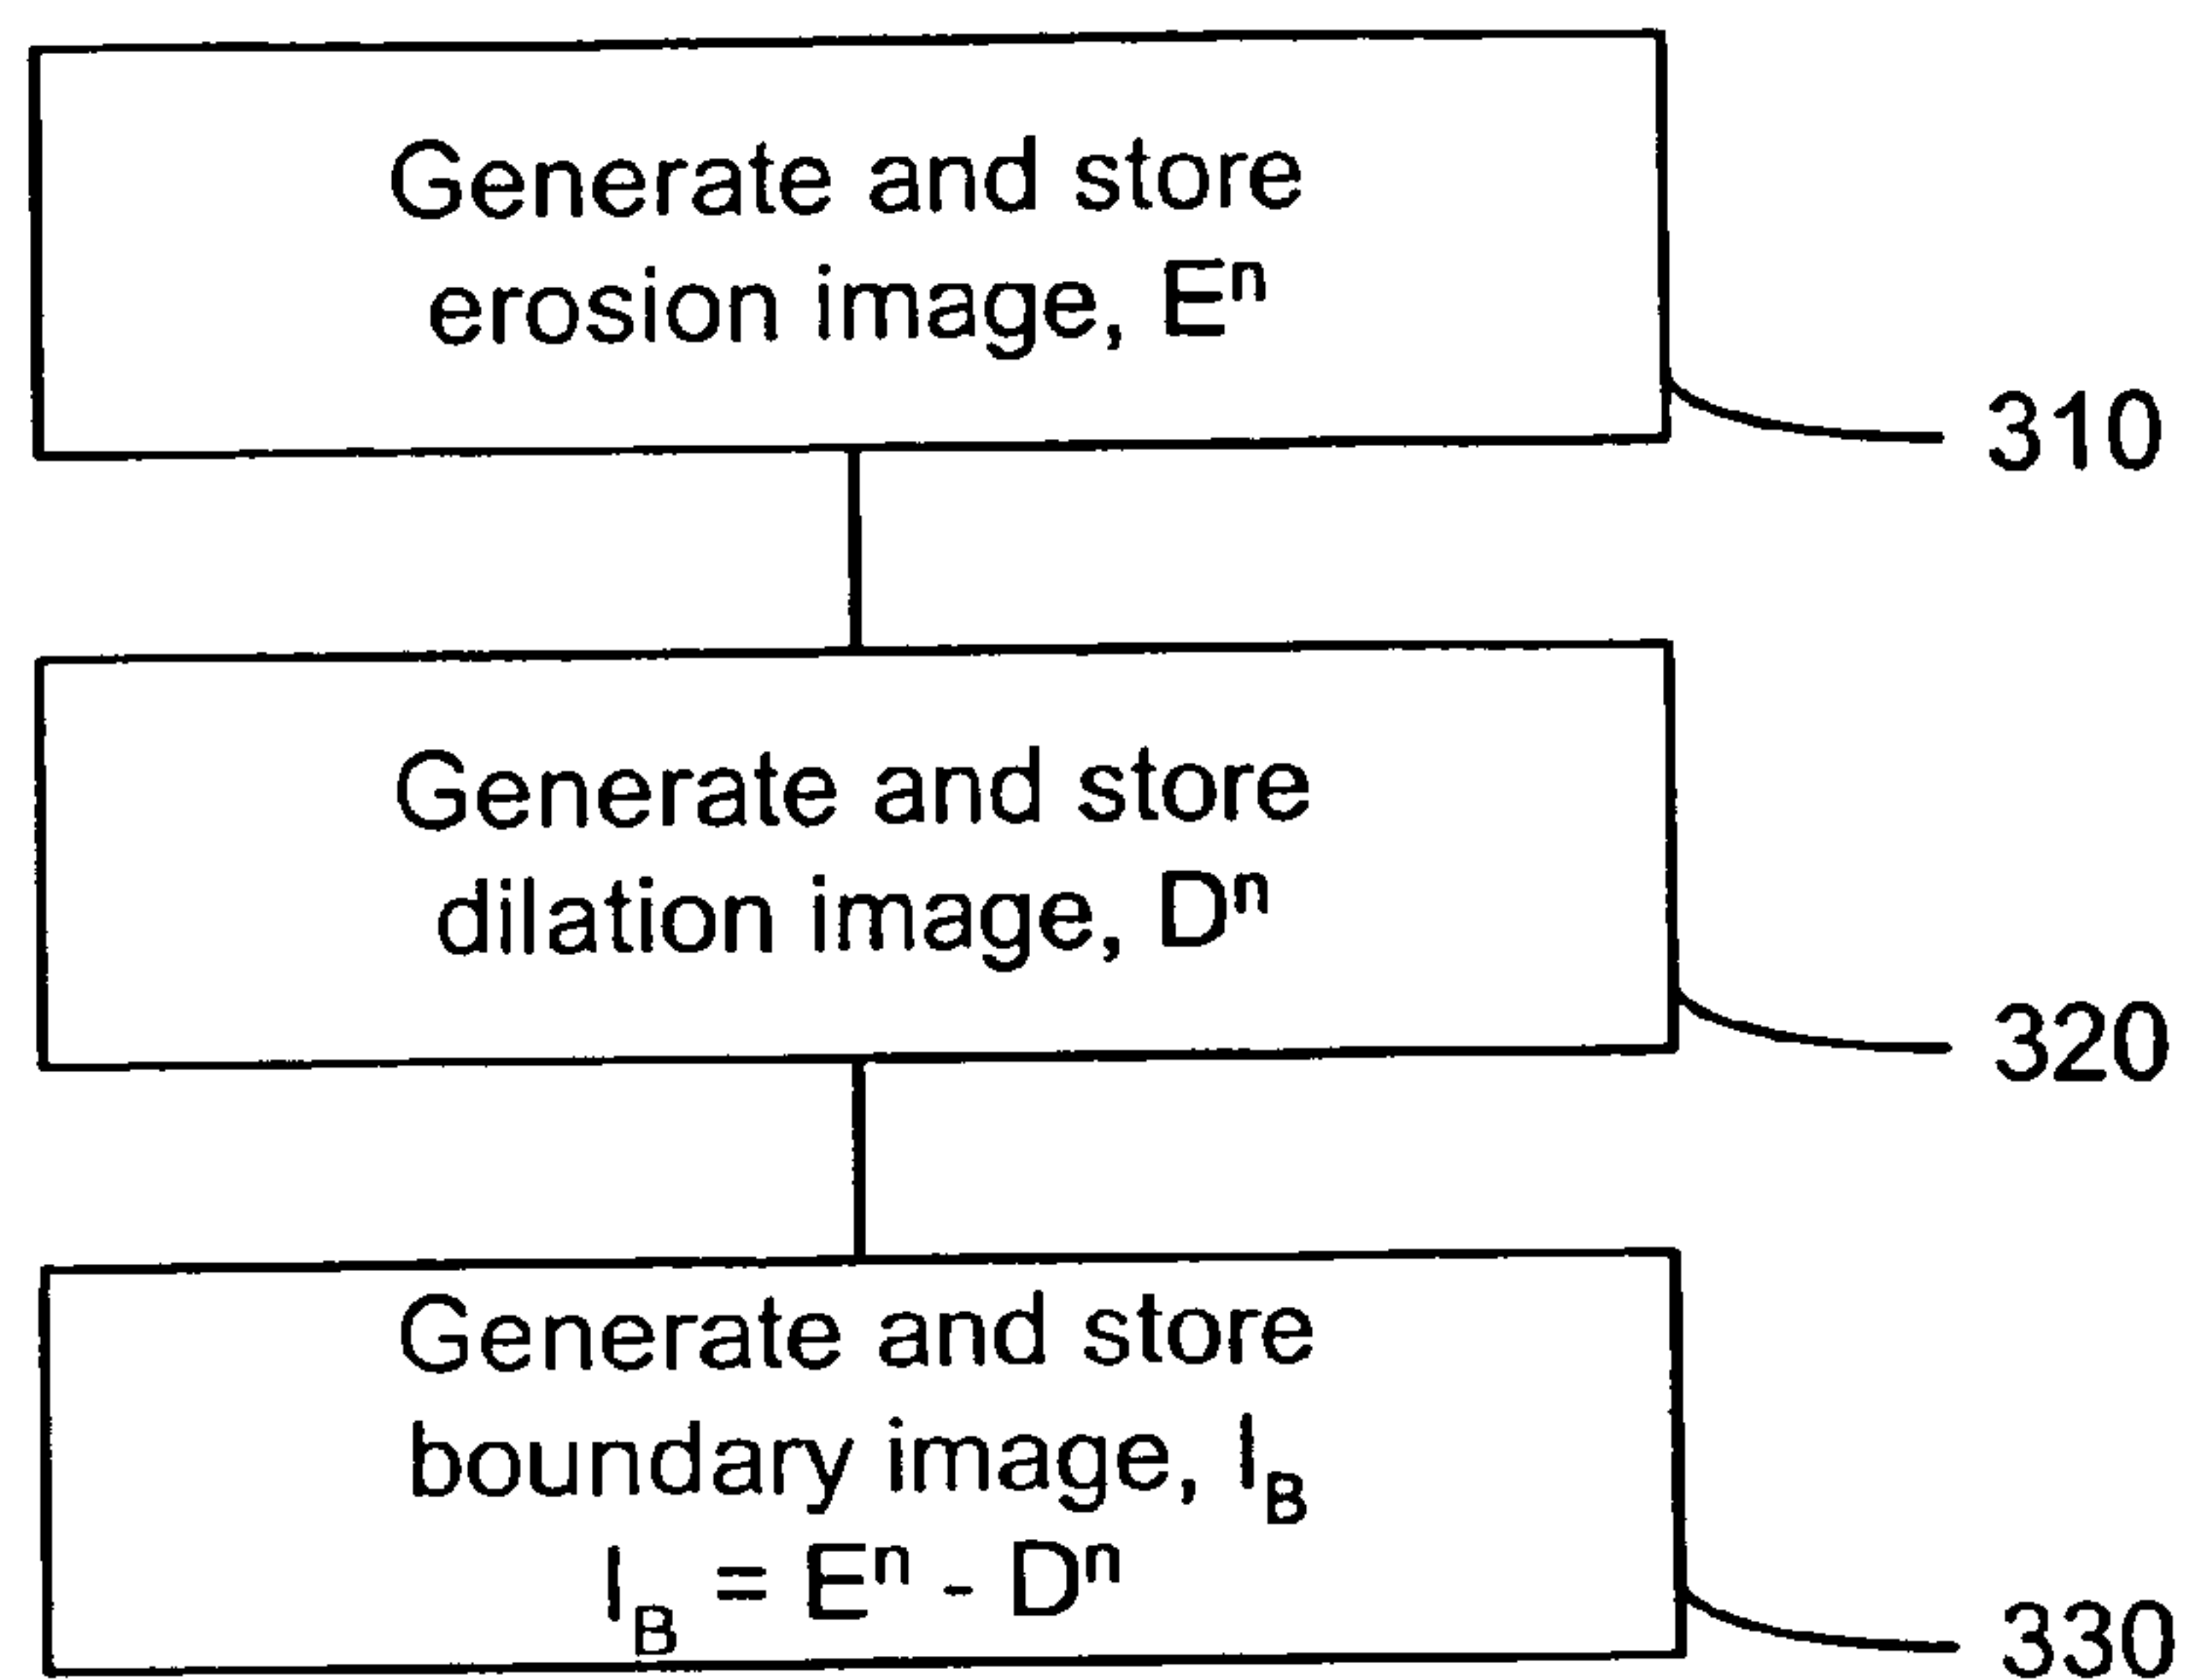 Generate and store
erosion image, Eⁿ
310
Generate and store
dilation image, Dⁿ
320
Generate and store
boundary image, I_B
I_B = Eⁿ - Dⁿ
330